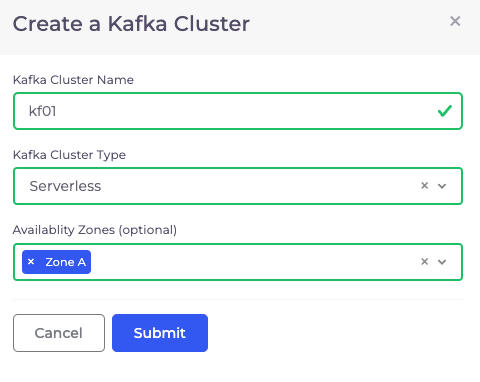 Create a Kafka Cluster
Kafka Cluster Name
kf01
Kafka Cluster Type
Serverless
Availablity Zones (optional)
Zone A
Cancel
Submit